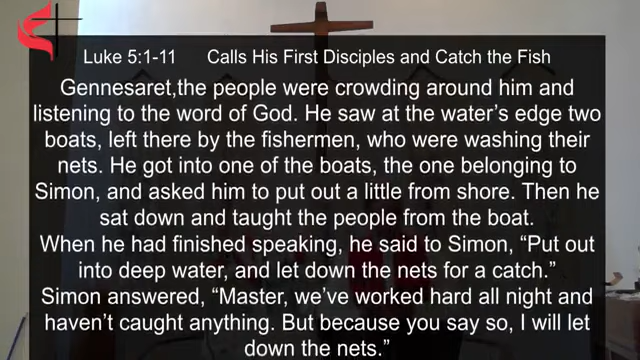 Luke 5:1-11 Calls His First Disciples and Catch the Fish
Gennesaret,the people were crowding around him and
listening to the word of God. He saw at the water’s edge two
boats, left there by the fishermen, who were washing their
nets. He got into one of the boats, the one belonging to
Simon, and asked him to put out a little from shore. Then he
sat down and taught the people from the boat.
When he had finished speaking, he said to Simon, “Put out
into deep water, and let down the nets for a catch.”
Simon answered, “Master, we’ve worked hard all night and
haven’t caught anything. But because you say so, I will let
down the nets.”